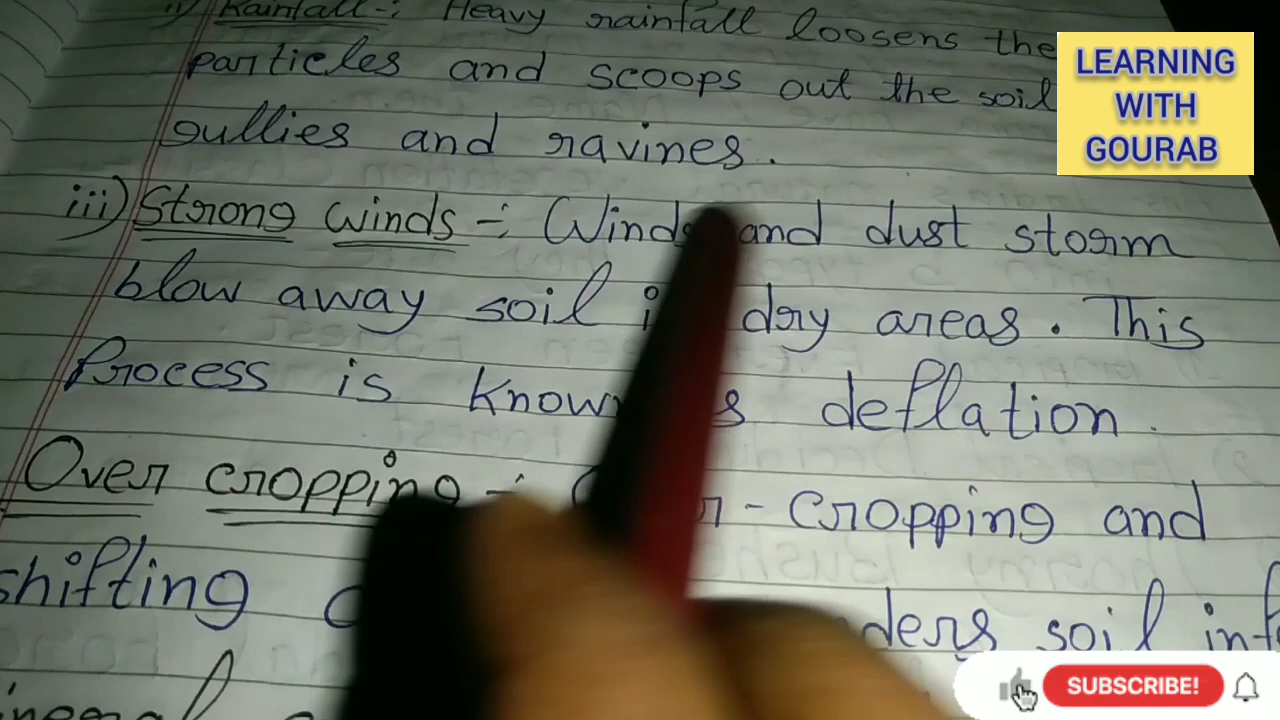 ii) Rainfall -: Heavy rainfall loosens the
particles and scoops out the soil
gullies and ravines.
iii) Strong winds -: Winds and dust storm
blow away soil dry areas. This
Process is known deflation.
Over cropping -: -cropping and
shifting soil
LEARNING
WITH
GOURAB
SUBSCRIBE!